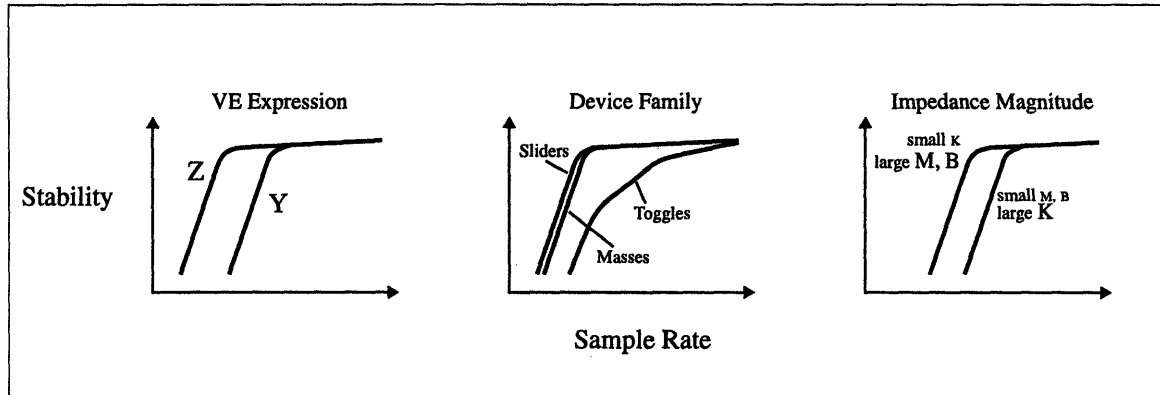 VE Expression
Device Family
Impedance Magnitude
Stability
Z
Y
Sliders
Toggles
Masses
small K
large M, B
small M, B
large K
Sample Rate